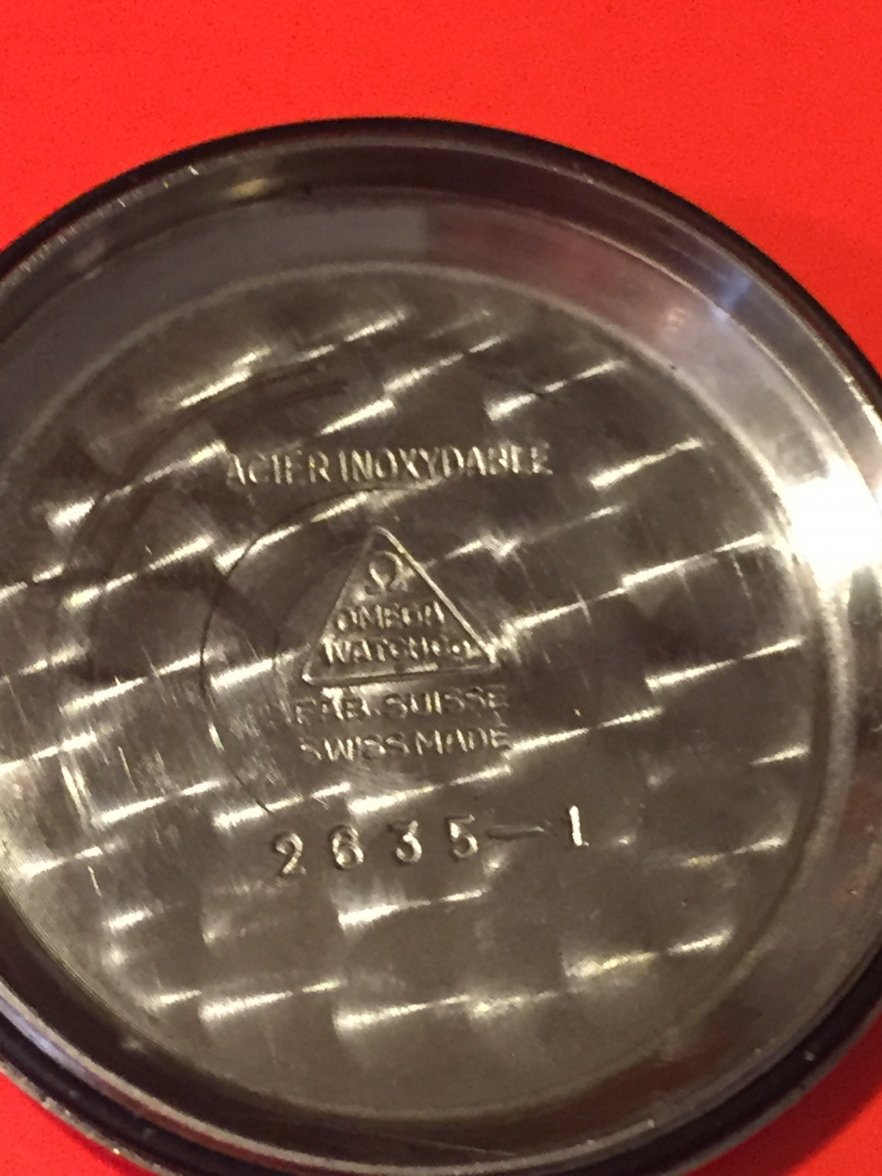 ACIER INOXYDABLE
Ω
OMEGA
WATCH Co
FAB. SUISSE
SWISS MADE
2635-1